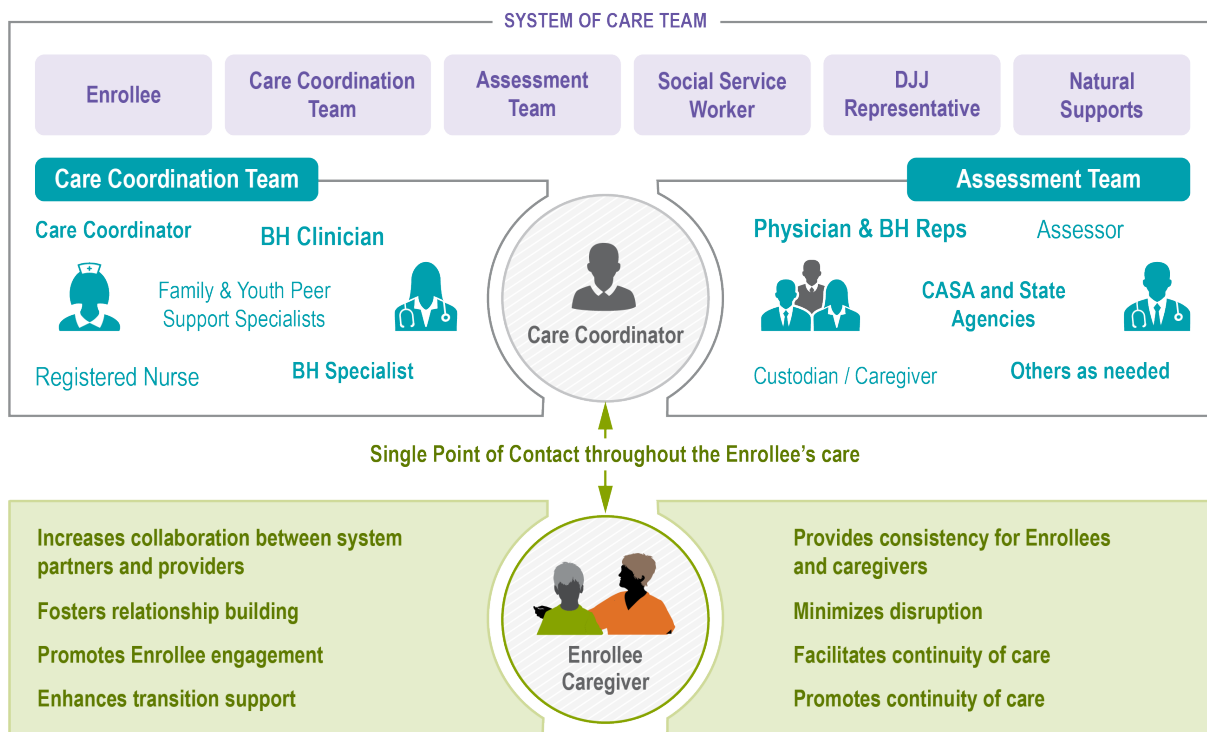 SYSTEM OF CARE TEAM
Enrollee
Care Coordination
Team
Assessment
Team
Social Service
Worker
DJJ
Representative
Natural
Supports
Care Coordination Team
Care Coordinator
BH Clinician
Family & Youth Peer
Support Specialists
Registered Nurse
BH Specialist
Care Coordinator
Assessment Team
Physician & BH Reps
Assessor
CASA and State
Agencies
Custodian / Caregiver
Others as needed
Single Point of Contact throughout the Enrollee’s care
Increases collaboration between system
partners and providers
Fosters relationship building
Promotes Enrollee engagement
Enhances transition support
Enrollee
Caregiver
Provides consistency for Enrollees
and caregivers
Minimizes disruption
Facilitates continuity of care
Promotes continuity of care